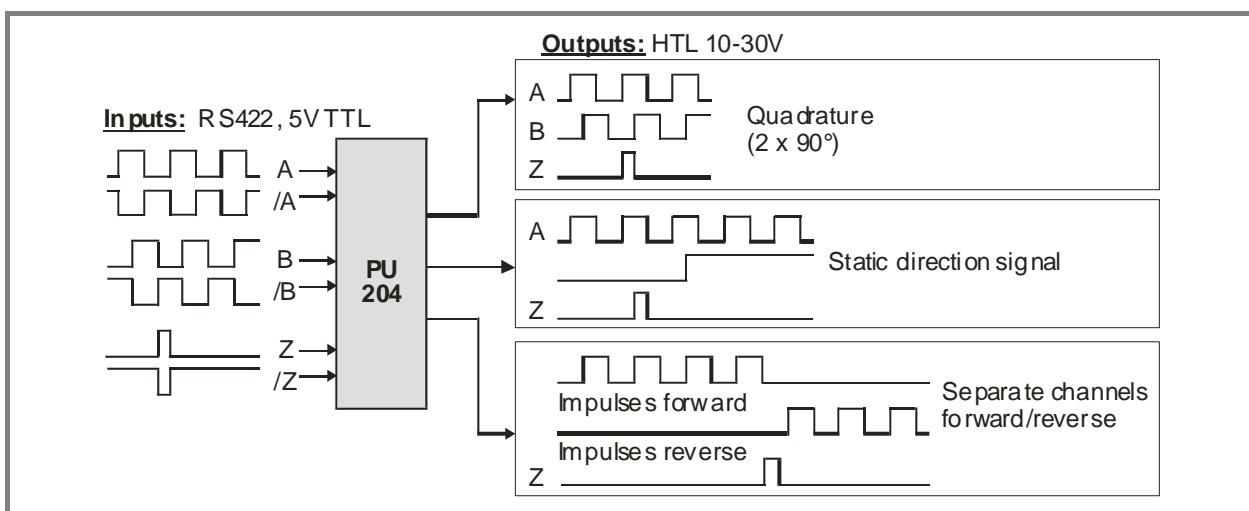 Outputs: HTL 10-30V
Inputs: RS422, 5V TTL
A
/A
B
/B
Z
/Z
PU
204
A
B
Z
Quadrature
(2 x 90°)
A
Z
Static direction signal
Impulses forward
Impulses reverse
Z
Separate channels
forward/reverse